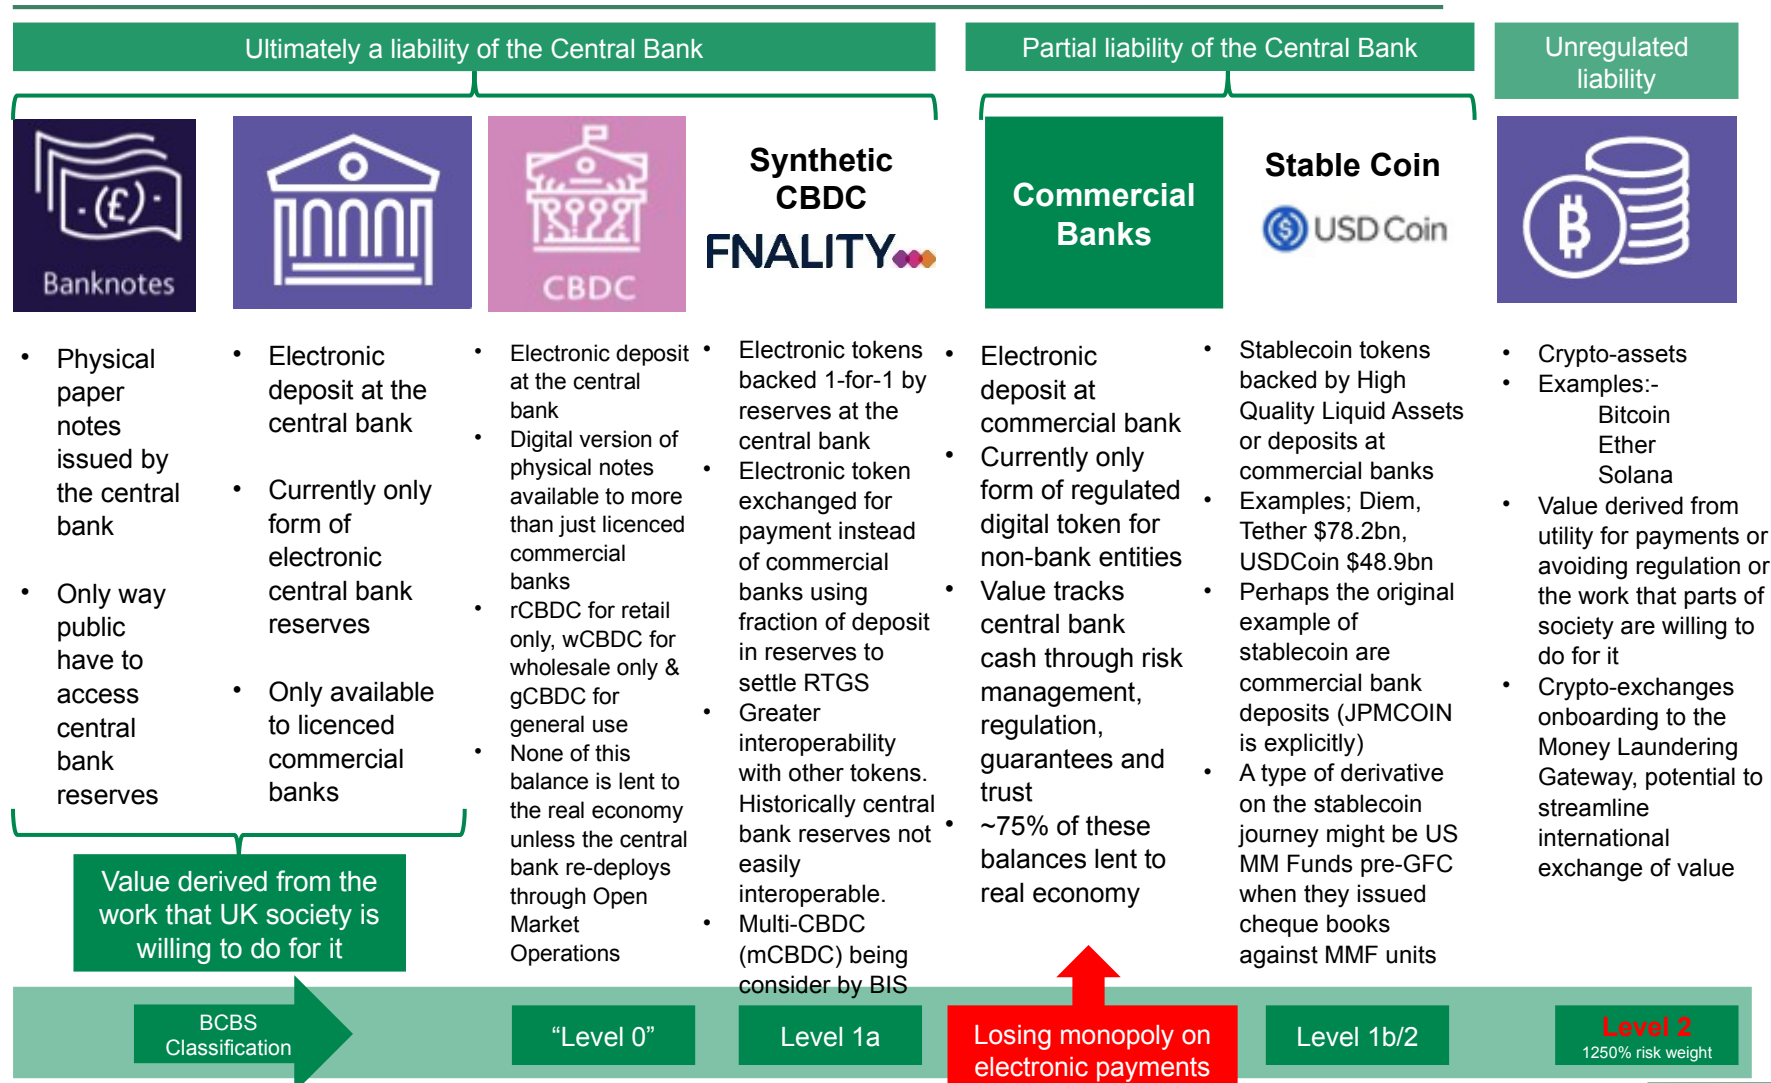 Ultimately a liability of the Central Bank
Partial liability of the Central Bank
Unregulated
liability
(£)
Banknotes
CBDC
Synthetic
CBDC
FNALITY
Commercial
Banks
Stable Coin
USD Coin
• Physical
paper
notes
issued by
the central
bank
• Only way
public
have to
access
central
bank
reserves
• Electronic
deposit at the
central bank
• Currently only
form of
electronic
central bank
reserves
• Only available
to licenced
commercial
banks
Value derived from the
work that UK society is
willing to do for it
• Electronic deposit
at the central
bank
• Digital version of
physical notes
available to more
than just licenced
commercial
banks
• rCBDC for retail
only, wCBDC for
wholesale only &
gCBDC for
general use
• None of this
balance is lent to
the real economy
unless the central
bank re-deploys
through Open
Market
Operations
• Electronic tokens
backed 1-for-1 by
reserves at the
central bank
• Electronic token
exchanged for
payment instead
of commercial
banks using
fraction of deposit
in reserves to
settle RTGS
• Greater
interoperability
with other tokens.
Historically central
bank reserves not
easily
interoperable.
• Multi-CBDC
(mCBDC) being
consider by BIS
• Electronic
deposit at
commercial bank
• Currently only
form of regulated
digital token for
non-bank entities
• Value tracks
central bank
cash through risk
management,
regulation,
guarantees and
trust
• ~75% of these
balances lent to
real economy
• Stablecoin tokens
backed by High
Quality Liquid Assets
or deposits at
commercial banks
• Examples; Diem,
Tether $78.2bn,
USDCoin $48.9bn
• Perhaps the original
example of
stablecoin are
commercial bank
deposits (JPMCOIN
is explicitly)
• A type of derivative
on the stablecoin
journey might be US
MM Funds pre-GFC
when they issued
cheque books
against MMF units
• Crypto-assets
• Examples:-
Bitcoin
Ether
Solana
• Value derived from
utility for payments or
avoiding regulation or
the work that parts of
society are willing to
do for it
• Crypto-exchanges
onboarding to the
Money Laundering
Gateway, potential to
streamline
international
exchange of value
BCBS
Classification
“Level 0”
Level 1a
Losing monopoly on
electronic payments
Level 1b/2
Level 2
1250% risk weight